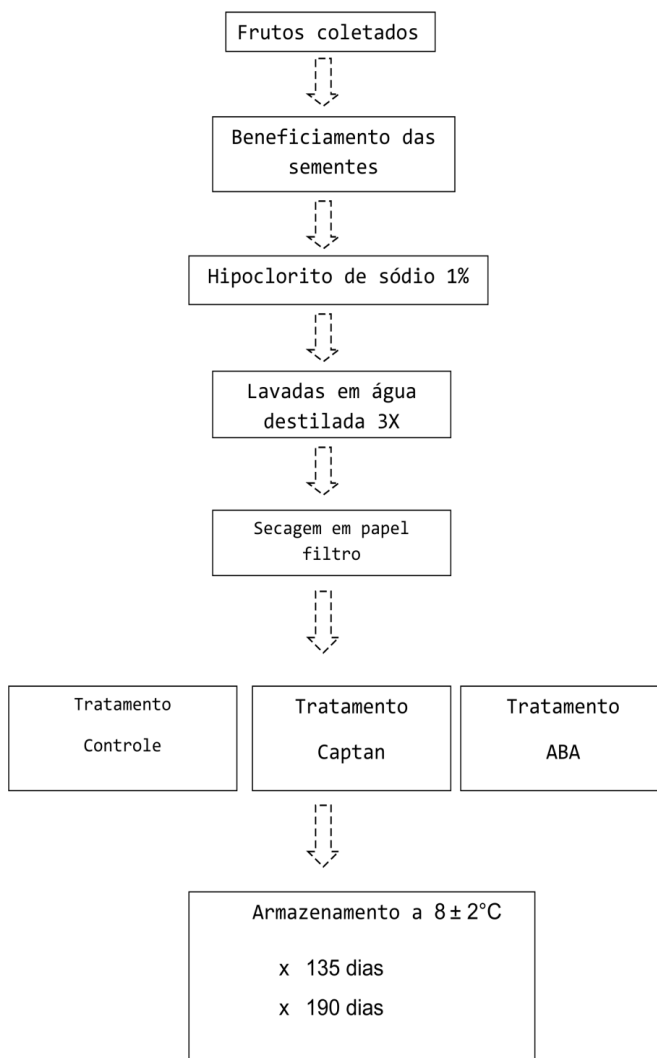 Frutos coletados
Beneficiamento das
sementes
Hipoclorito de sódio 1%
Lavadas em água
destilada 3X
Secagem em papel
filtro
Tratamento
Controle
Tratamento
Captan
Tratamento
ABA
Armazenamento a 8 ± 2°C
x 135 dias
x 190 dias